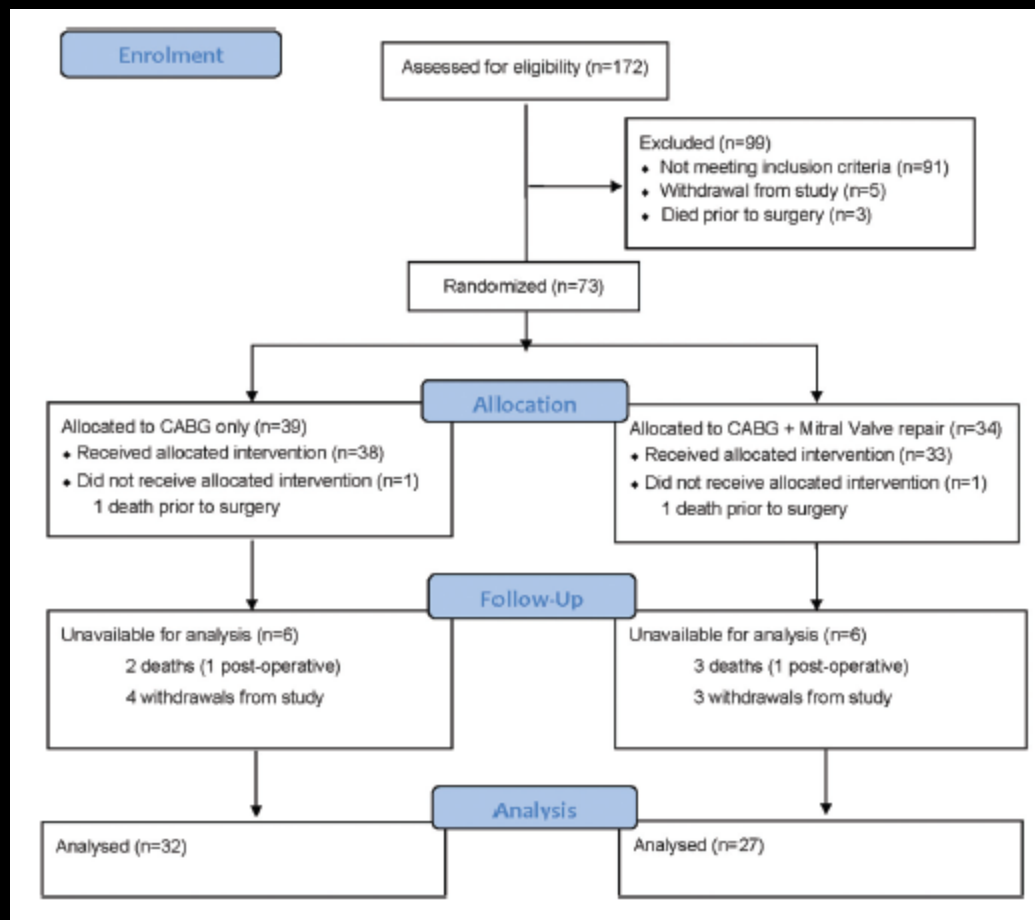 Enrolment
Assessed for eligibility (n=172)
Excluded (n=99)
⬥ Not meeting inclusion criteria (n=91)
⬥ Withdrawal from study (n=5)
⬥ Died prior to surgery (n=3)
Randomized (n=73)
Allocation
Allocated to CABG only (n=39)
⬥ Received allocated intervention (n=38)
⬥ Did not receive allocated intervention (n=1)
1 death prior to surgery
Allocated to CABG + Mitral Valve repair (n=34)
⬥ Received allocated intervention (n=33)
⬥ Did not receive allocated intervention (n=1)
1 death prior to surgery
Follow-Up
Unavailable for analysis (n=6)
2 deaths (1 post-operative)
4 withdrawals from study
Unavailable for analysis (n=6)
3 deaths (1 post-operative)
3 withdrawals from study
Analysis
Analysed (n=32)
Analysed (n=27)